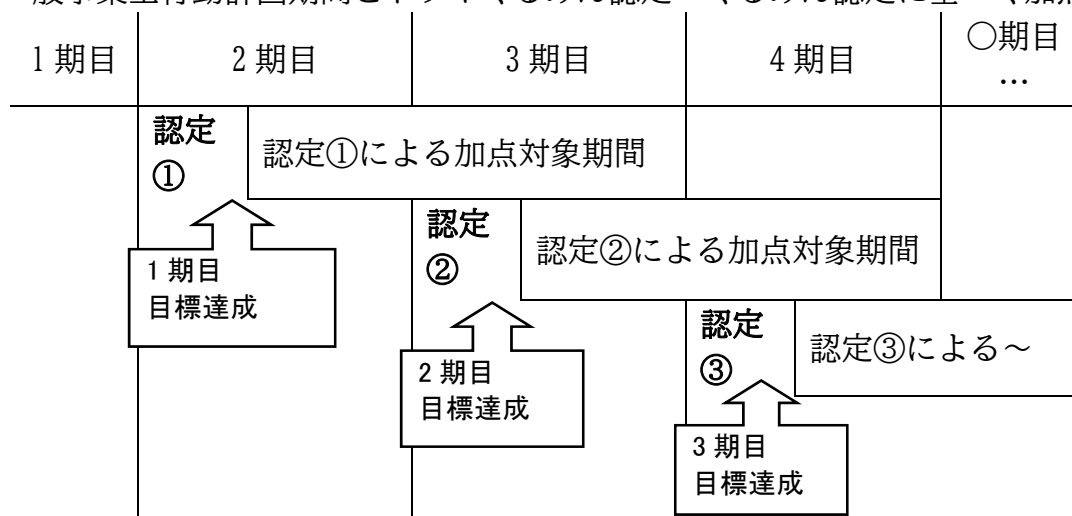 1期目
2期目
3期目
4期目
○期目
…
認定
①
認定①による加点対象期間
1期目
目標達成
認定
②
認定②による加点対象期間
2期目
目標達成
認定
③
認定③による～
3期目
目標達成